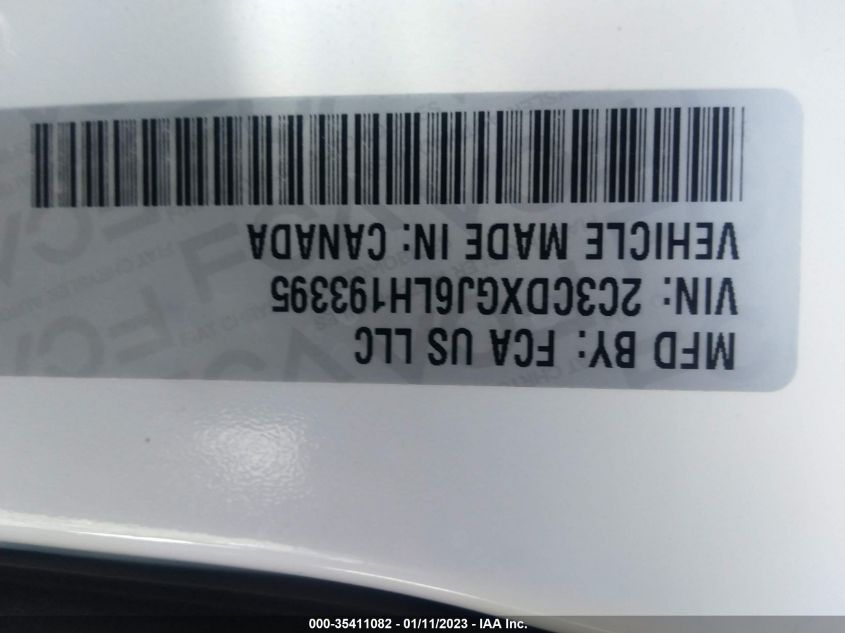 MFD BY: FCA US LLC
VIN: 2C3CDXGJ6LH193395
VEHICLE MADE IN: CANADA
000-35411082 - 01/11/2023 - IAA Inc.